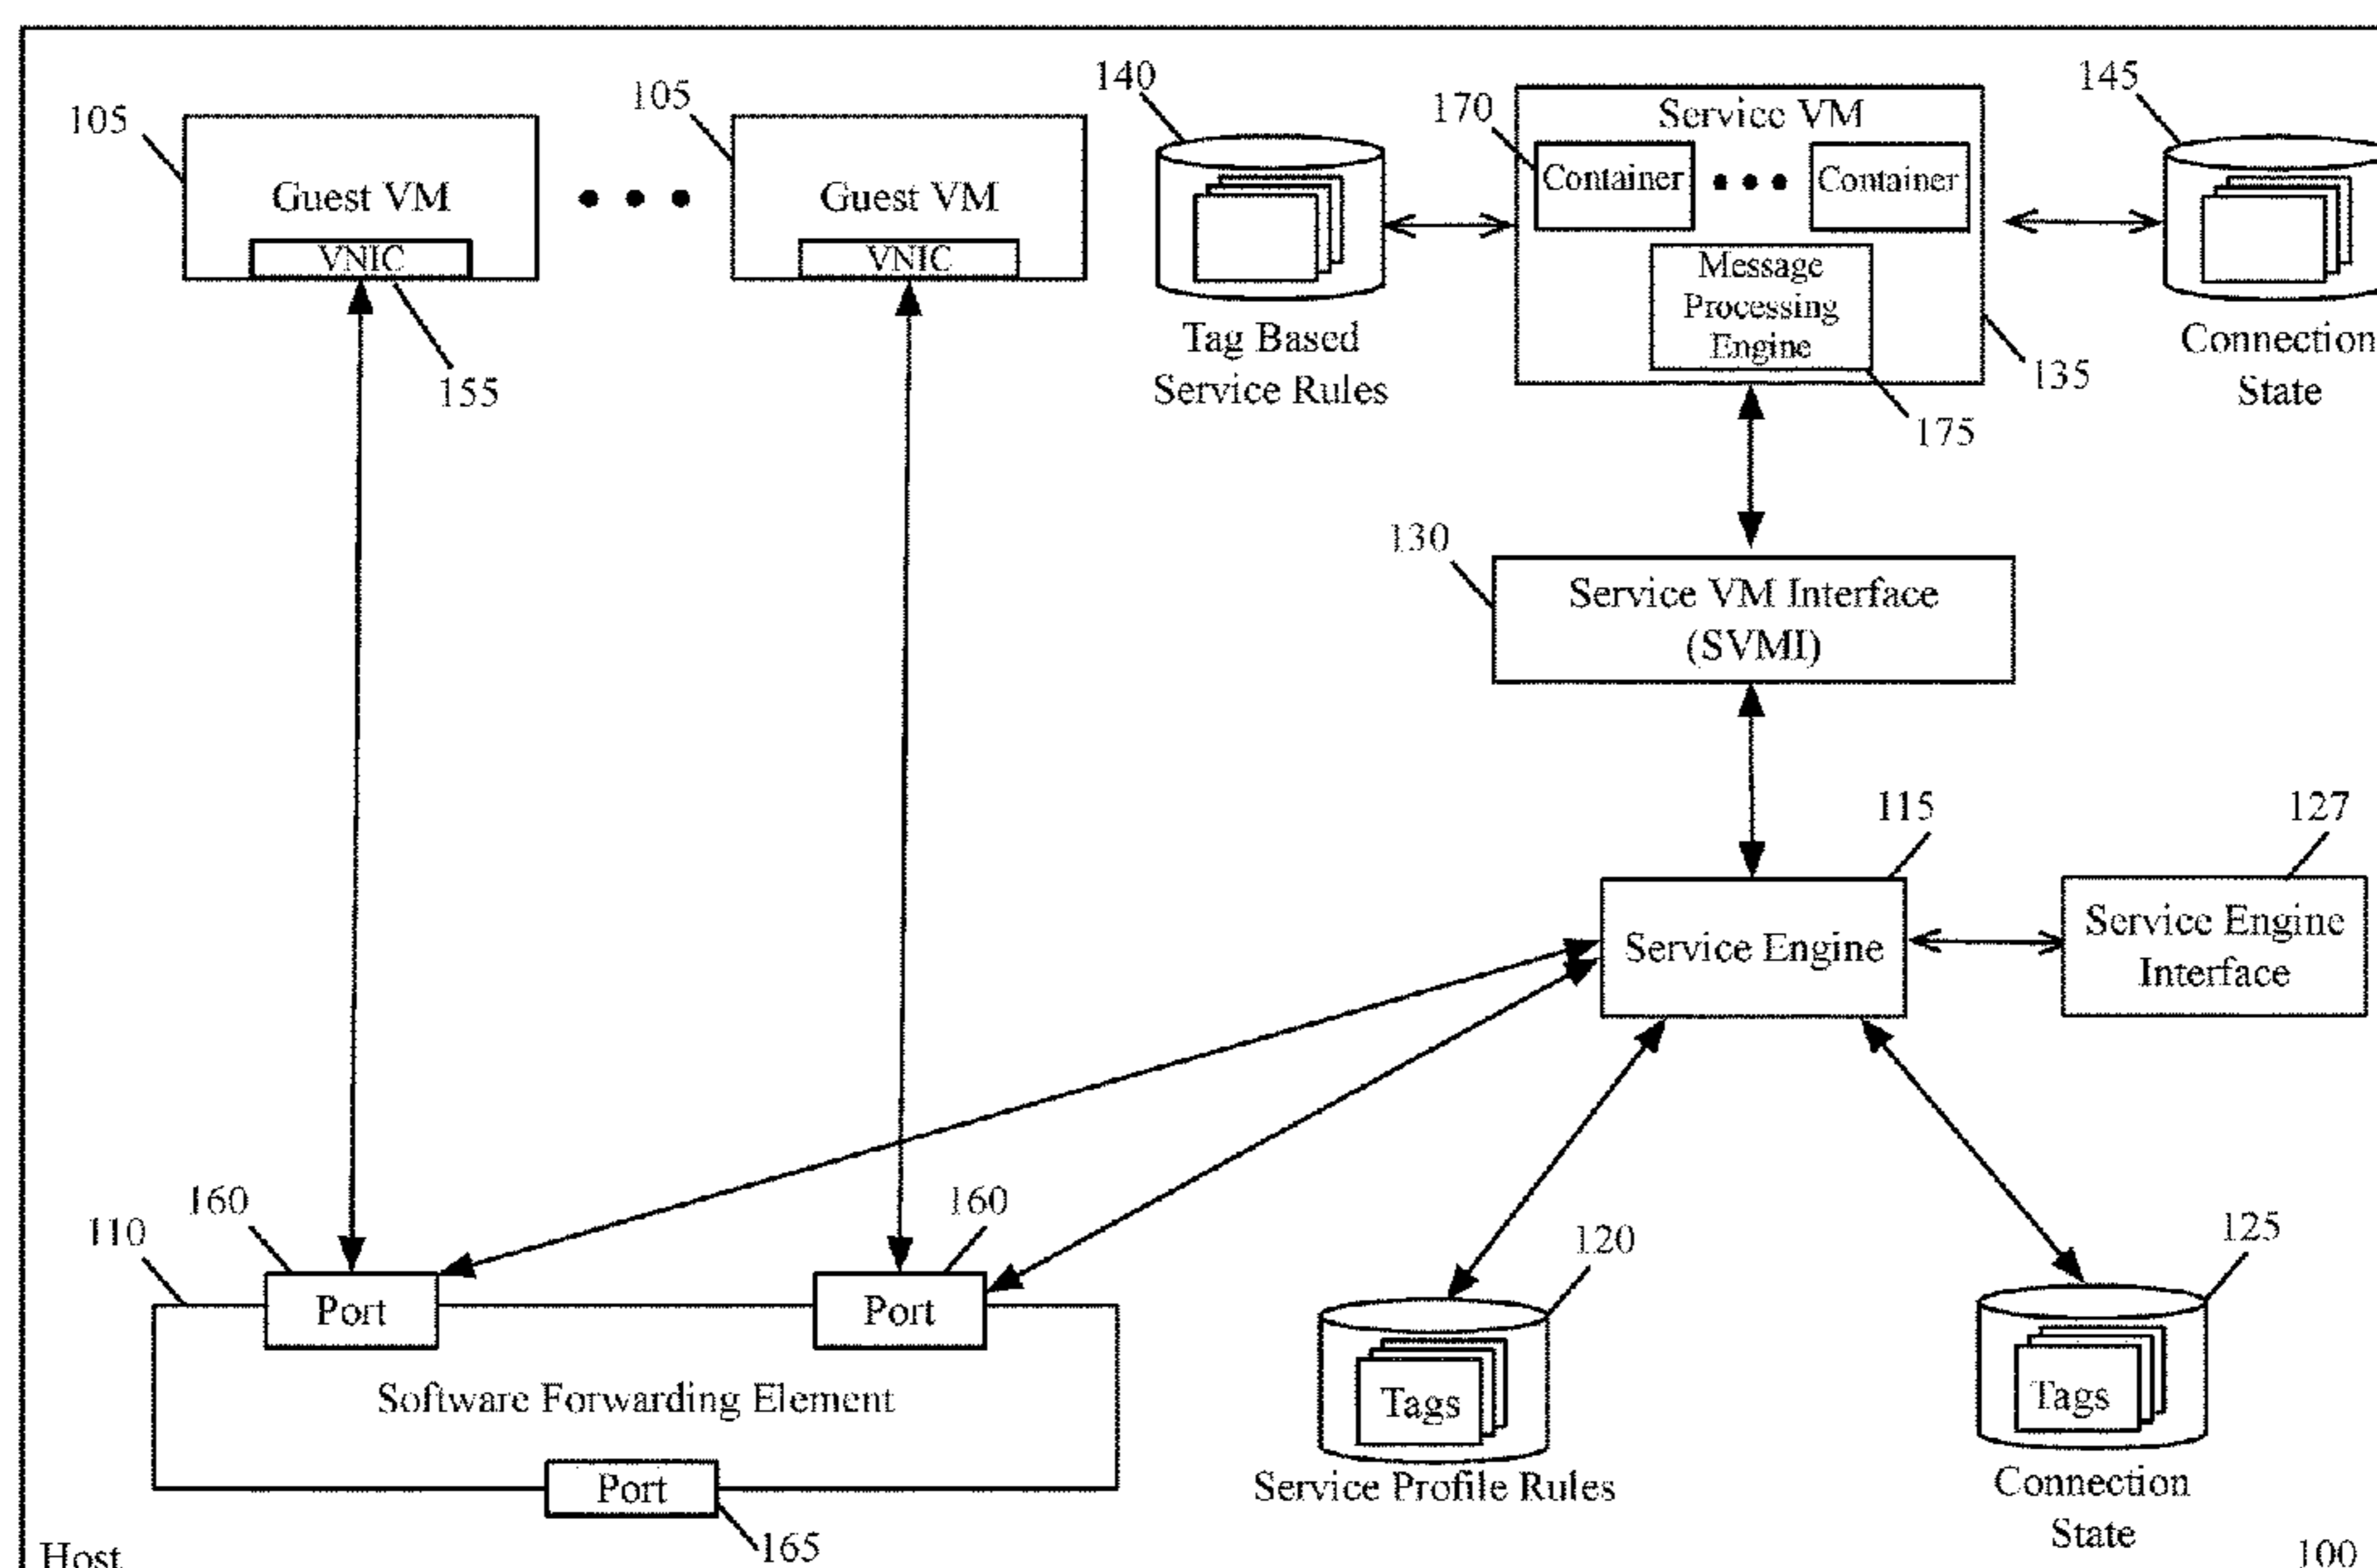 105
105
140
170
Service VM
145
Guest VM
Guest VM
Container
Container
VNIC
VNIC
Message
Processing
Engine
155
Tag Based
Service Rules
175
135
Connection
State
130
Service VM Interface
(SVMI)
115
127
Service Engine
Service Engine
Interface
110
160
160
120
125
Port
Port
Software Forwarding Element
Tags
Tags
Port
Service Profile Rules
Connection
State
165
Host
100